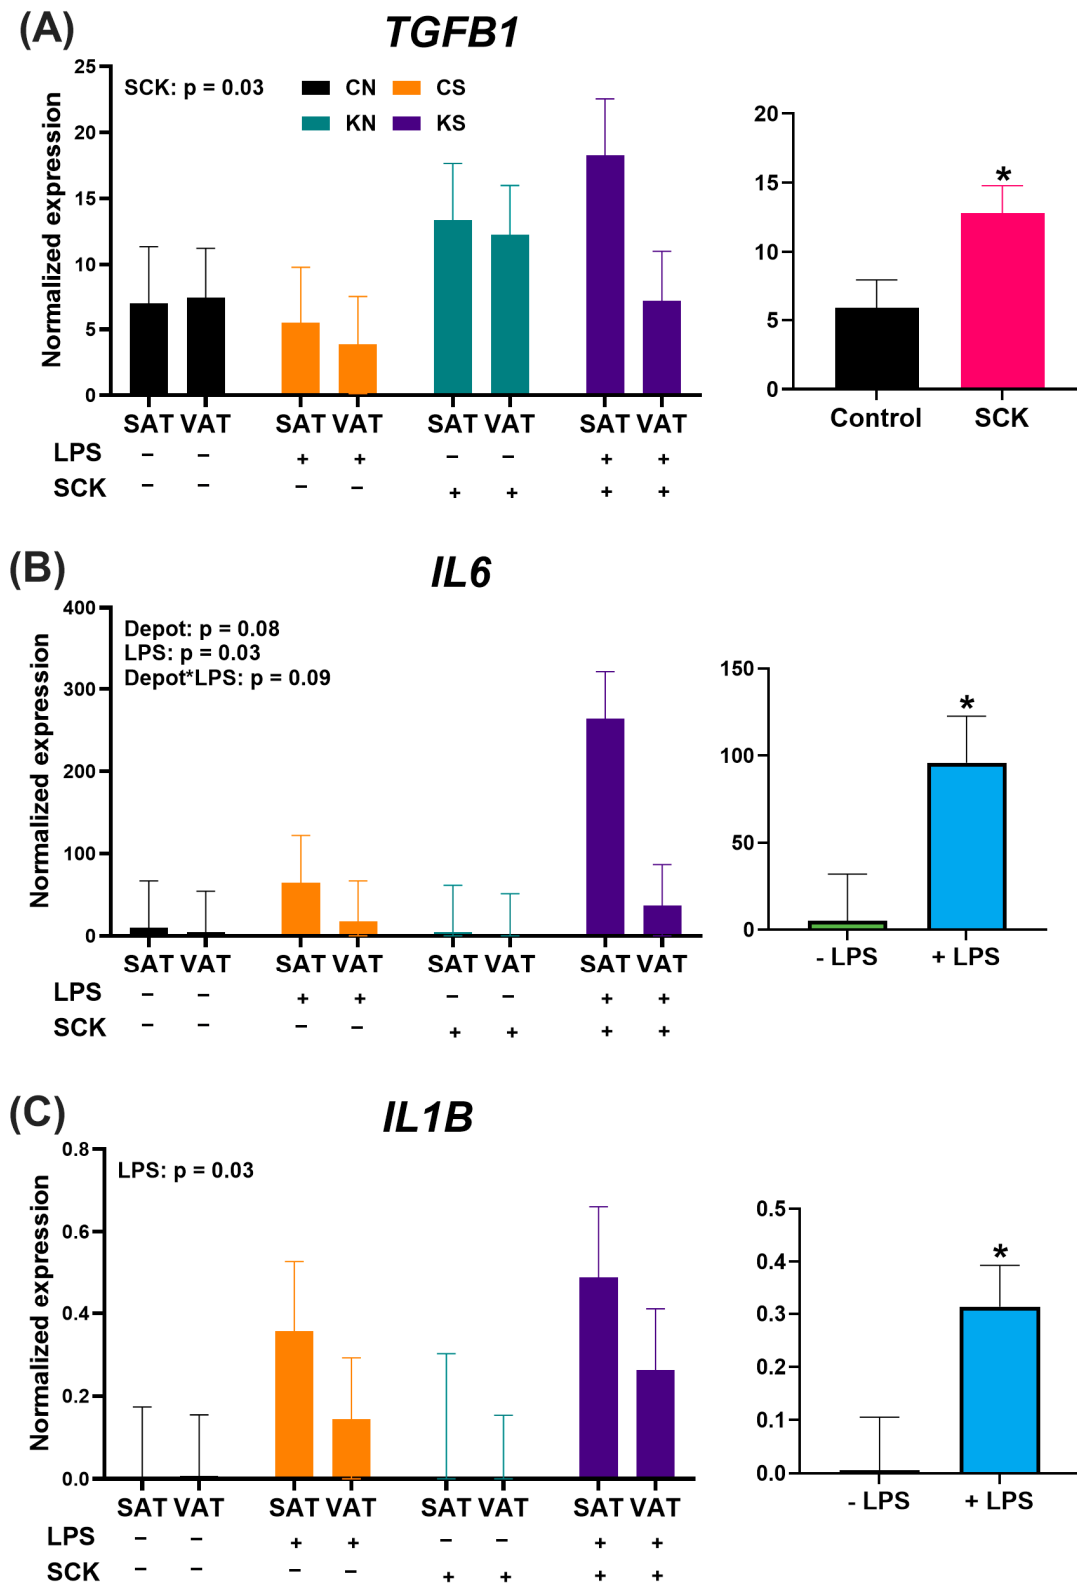 (A) TGFB1
SCK: p = 0.03
CN CS
KN KS
Normalized expression
25
20
15
10
5
0
SAT VAT SAT VAT SAT VAT SAT VAT
LPS – – + + – – + +
SCK – – – – + + + +
20
15
10
5
0
*
Control SCK
(B) IL6
Depot: p = 0.08
LPS: p = 0.03
Depot*LPS: p = 0.09
Normalized expression
400
300
200
100
0
SAT VAT SAT VAT SAT VAT SAT VAT
LPS – – + + – – + +
SCK – – – – + + + +
150
100
50
0
*
- LPS + LPS
(C) IL1B
LPS: p = 0.03
Normalized expression
0.8
0.6
0.4
0.2
0.0
SAT VAT SAT VAT SAT VAT SAT VAT
LPS – – + + – – + +
SCK – – – – + + + +
0.5
0.4
0.3
0.2
0.1
0.0
*
- LPS + LPS